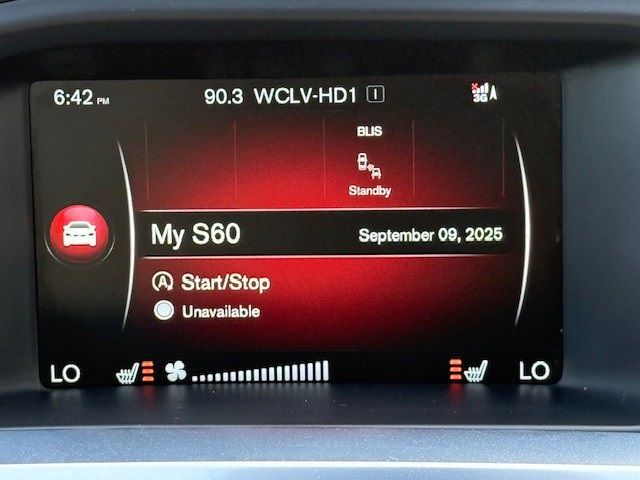 6:42 PM 90.3 WCLV-HD1 I 3G
BLIS
Standby
My S60 September 09, 2025
A Start/Stop
Unavailable
LO LO